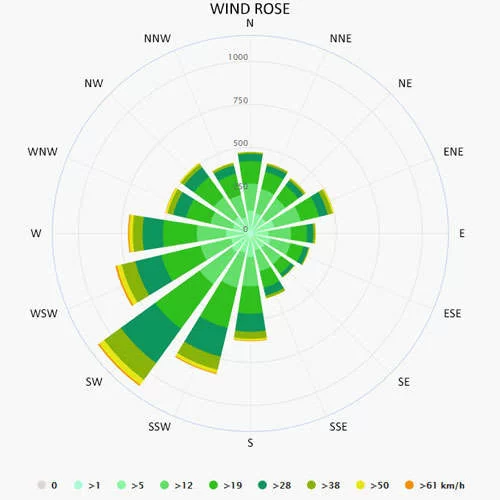 WIND ROSE
N
NNW
NNE
1000
NW
NE
750
500
WNW
ENE
250
0
W
E
WSW
ESE
SW
SE
SSW
SSE
S
0 >1 >5 >12 >19 >28 >38 >50 >61 km/h